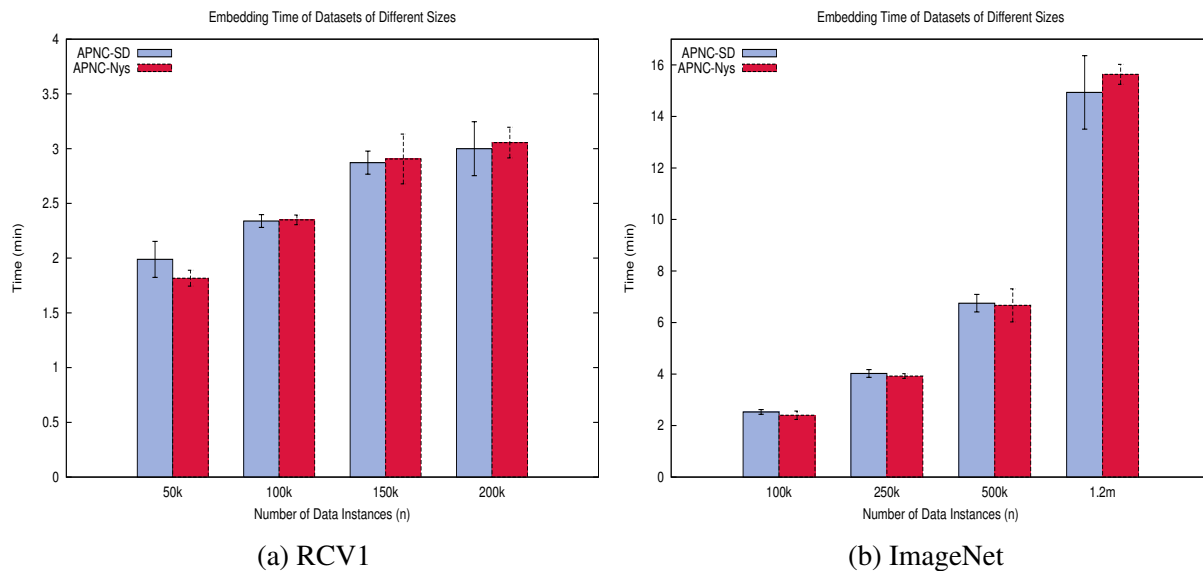 Embedding Time of Datasets of Different Sizes
4
3.5
3
2.5
2
1.5
1
0.5
0
Time (min)
APNC-SD
APNC-Nys
50k 100k 150k 200k
Number of Data Instances (n)
(a) RCV1
Embedding Time of Datasets of Different Sizes
16
14
12
10
8
6
4
2
0
Time (min)
APNC-SD
APNC-Nys
100k 250k 500k 1.2m
Number of Data Instances (n)
(b) ImageNet